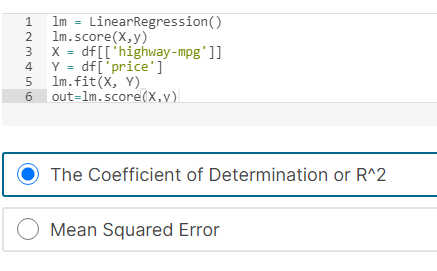 1 lm = LinearRegression()
2 lm.score(X,y)
3 X = df[['highway-mpg']]
4 Y = df['price']
5 lm.fit(X, Y)
6 out=lm.score(X,y)
The Coefficient of Determination or R^2
Mean Squared Error